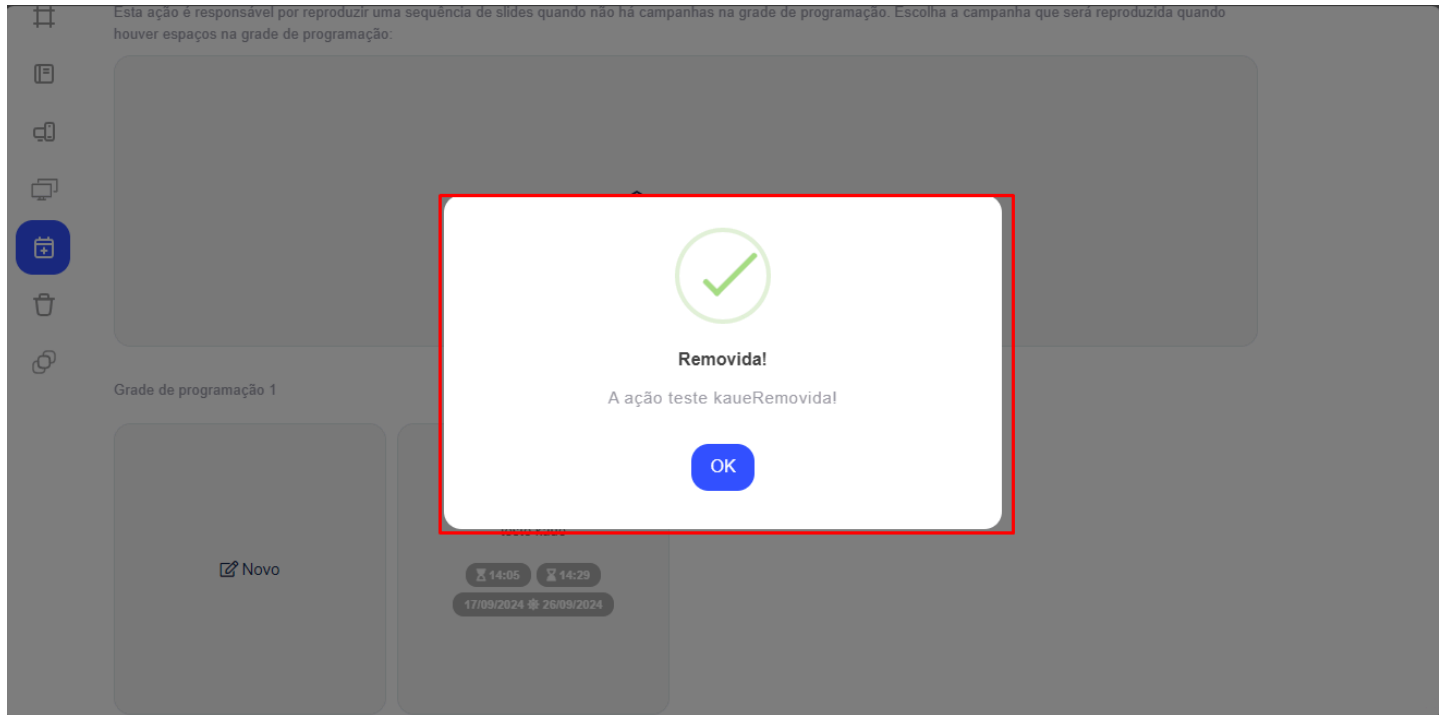 Esta ação é responsável por reproduzir uma sequência de slides quando não há campanhas na grade de programação. Escolha a campanha que será reproduzida quando
houver espaços na grade de programação:
Removida!
A ação teste kaueRemovida!
OK
Grade de programação 1
Novo
teste kaue
14:05 14:29
17/09/2024 26/09/2024